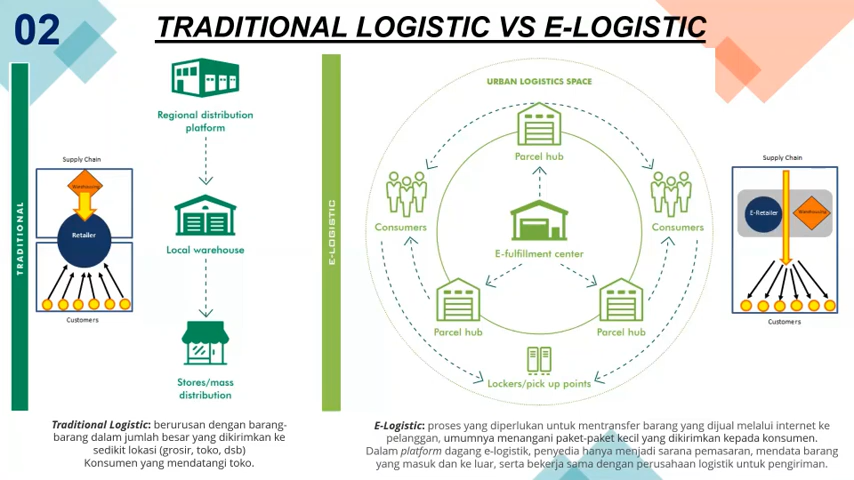 02
TRADITIONAL LOGISTIC VS E-LOGISTIC
TRADITIONAL
Supply Chain
Warehousing
Retailer
Customers
Regional distribution
platform
Local warehouse
Stores/mass
distribution
Traditional Logistic: berurusan dengan barang-
barang dalam jumlah besar yang dikirimkan ke
sedikit lokasi (grosir, toko, dsb)
Konsumen yang mendatangi toko.
E-LOGISTIC
URBAN LOGISTICS SPACE
Parcel hub
Consumers
Consumers
E-fulfillment center
Parcel hub
Parcel hub
Lockers/pick up points
Supply Chain
E-Retailer
Warehousing
Customers
E-Logistic: proses yang diperlukan untuk mentransfer barang yang dijual melalui internet ke
pelanggan, umumnya menangani paket-paket kecil yang dikirimkan kepada konsumen.
Dalam platform dagang e-logistik, penyedia hanya menjadi sarana pemasaran, mendata barang
yang masuk dan ke luar, serta bekerja sama dengan perusahaan logistik untuk pengiriman.